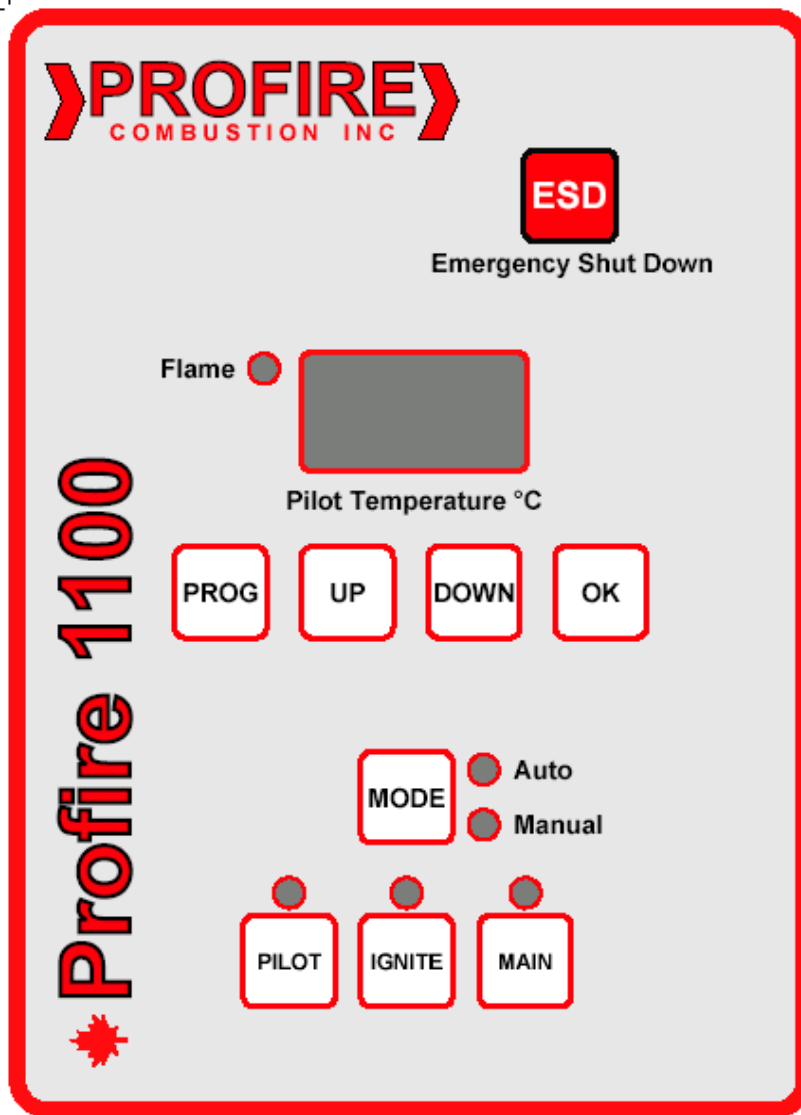 PROFIRE
COMBUSTION INC
ESD
Emergency Shut Down
Flame
Pilot Temperature °C
PROG UP DOWN OK
Profire 1100
MODE
Auto
Manual
PILOT IGNITE MAIN